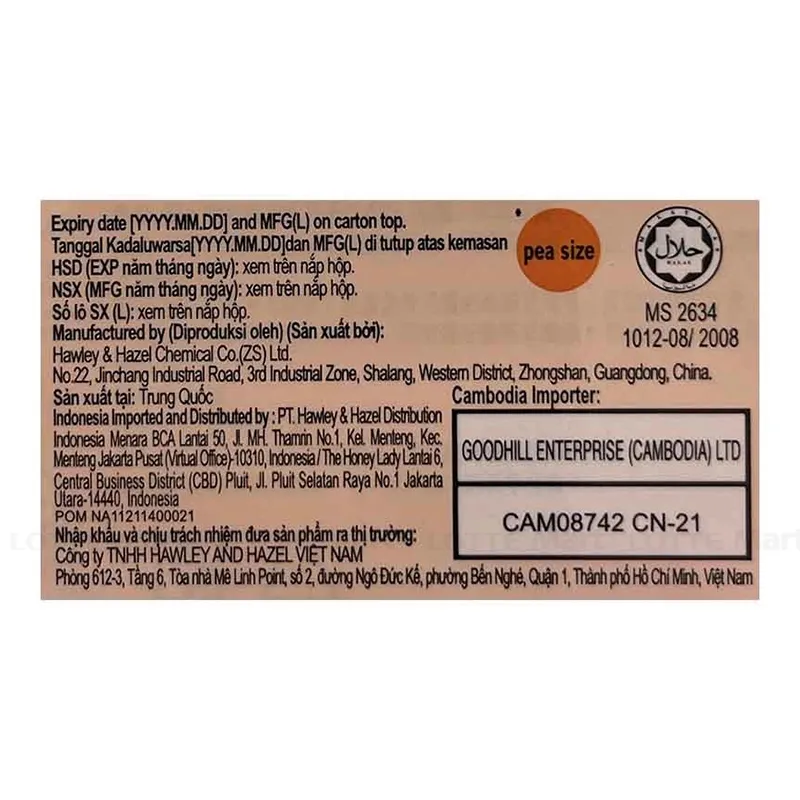 Expiry date [YYYY.MM.DD] and MFG(L) on carton top.
Tanggal Kadaluwarsa[YYYY.MM.DD]dan MFG(L) di tutup atas kemasan
HSD (EXP năm tháng ngày): xem trên nắp hộp.
NSX (MFG năm tháng ngày): xem trên nắp hộp.
Số lô SX (L): xem trên nắp hộp.
pea size
MALAYSIA
حلال
HALAL
MS 2634
1012-08/ 2008
Manufactured by (Diproduksi oleh) (Sản xuất bởi):
Hawley & Hazel Chemical Co.(ZS) Ltd.
No.22, Jinchang Industrial Road, 3rd Industrial Zone, Shalang, Western District, Zhongshan, Guangdong, China.
Sản xuất tại: Trung Quốc
Indonesia Imported and Distributed by : PT. Hawley & Hazel Distribution
Indonesia Menara BCA Lantai 50, Jl. MH. Thamrin No.1, Kel. Menteng, Kec.
Menteng Jakarta Pusat (Virtual Office)-10310, Indonesia / The Honey Lady Lantai 6,
Central Business District (CBD) Pluit, Jl. Pluit Selatan Raya No.1 Jakarta
Utara-14440, Indonesia
POM NA11211400021
Cambodia Importer:
GOODHILL ENTERPRISE (CAMBODIA) LTD
CAM08742 CN-21
Nhập khẩu và chịu trách nhiệm đưa sản phẩm ra thị trường:
Công ty TNHH HAWLEY AND HAZEL VIỆT NAM
Phòng 612-3, Tầng 6, Tòa nhà Mê Linh Point, số 2, đường Ngô Đức Kế, phường Bến Nghé, Quận 1, Thành phố Hồ Chí Minh, Việt Nam